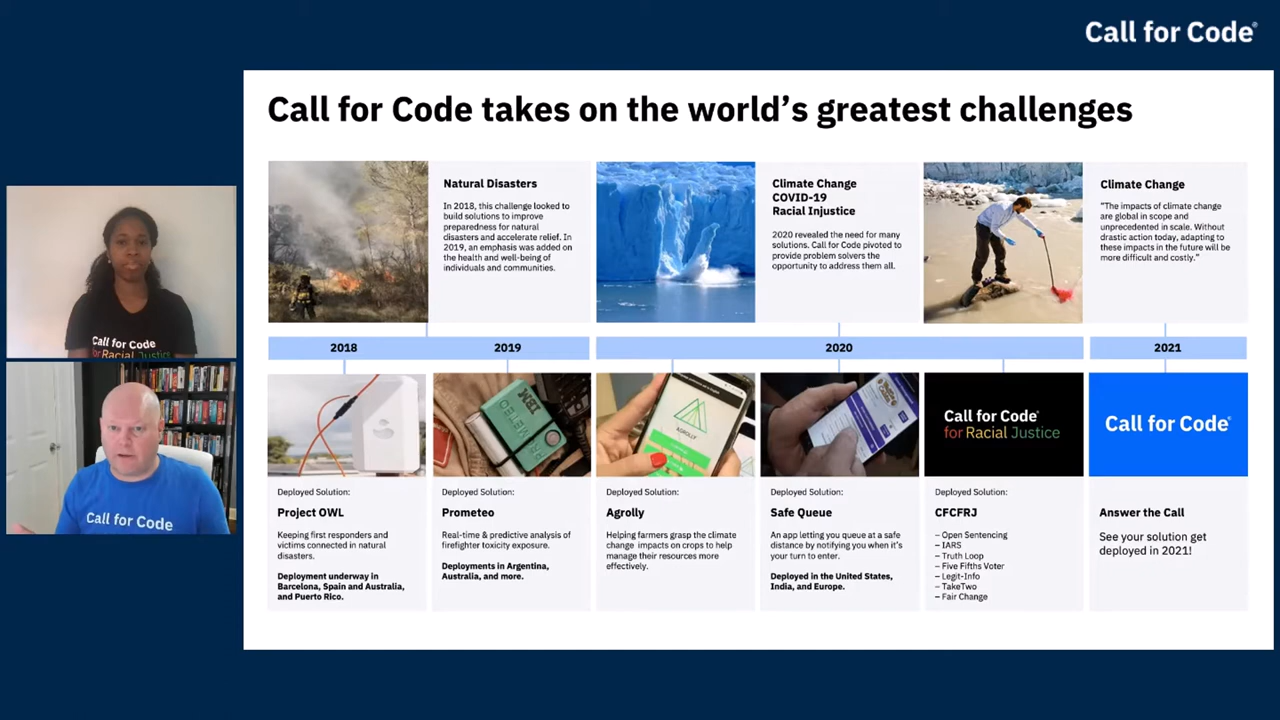 Call for Code®
Call for Code takes on the world's greatest challenges
Natural Disasters
In 2018, this challenge looked to
build solutions to improve
preparedness for natural
disasters and accelerate relief. In
2019, an emphasis was added on
the health and well-being of
individuals and communities.
Climate Change
COVID-19
Racial Injustice
2020 revealed the need for many
solutions. Call for Code pivoted to
provide problem solvers the
opportunity to address them all.
Climate Change
"The impacts of climate change
are global in scope and
unprecedented in scale. Without
drastic action today, adapting to
these impacts in the future will be
more difficult and costly."
2018
2019
2020
2021
IBM
AGROLLY
Call for Code®
for Racial Justice
Call for Code®
Deployed Solution:
Project OWL
Keeping first responders and
victims connected in natural
disasters.
Deployment underway in
Barcelona, Spain and Australia,
and Puerto Rico.
Deployed Solution:
Prometeo
Real-time & predictive analysis of
firefighter toxicity exposure.
Deployments in Argentina,
Australia, and more.
Deployed Solution:
Agrolly
Helping farmers grasp the climate
change impacts on crops to help
manage their resources more
effectively.
Deployed Solution:
Safe Queue
An app letting you queue at a safe
distance by notifying you when it's
your turn to enter.
Deployed in the United States,
India, and Europe.
Deployed Solution:
CFCFRJ
– Open Sentencing
– IARS
– Truth Loop
– Five Fifths Voter
– Legit-Info
– TakeTwo
– Fair Change
Answer the Call
See your solution get
deployed in 2021!
Call for Code
for Racial Justice
Call for Code